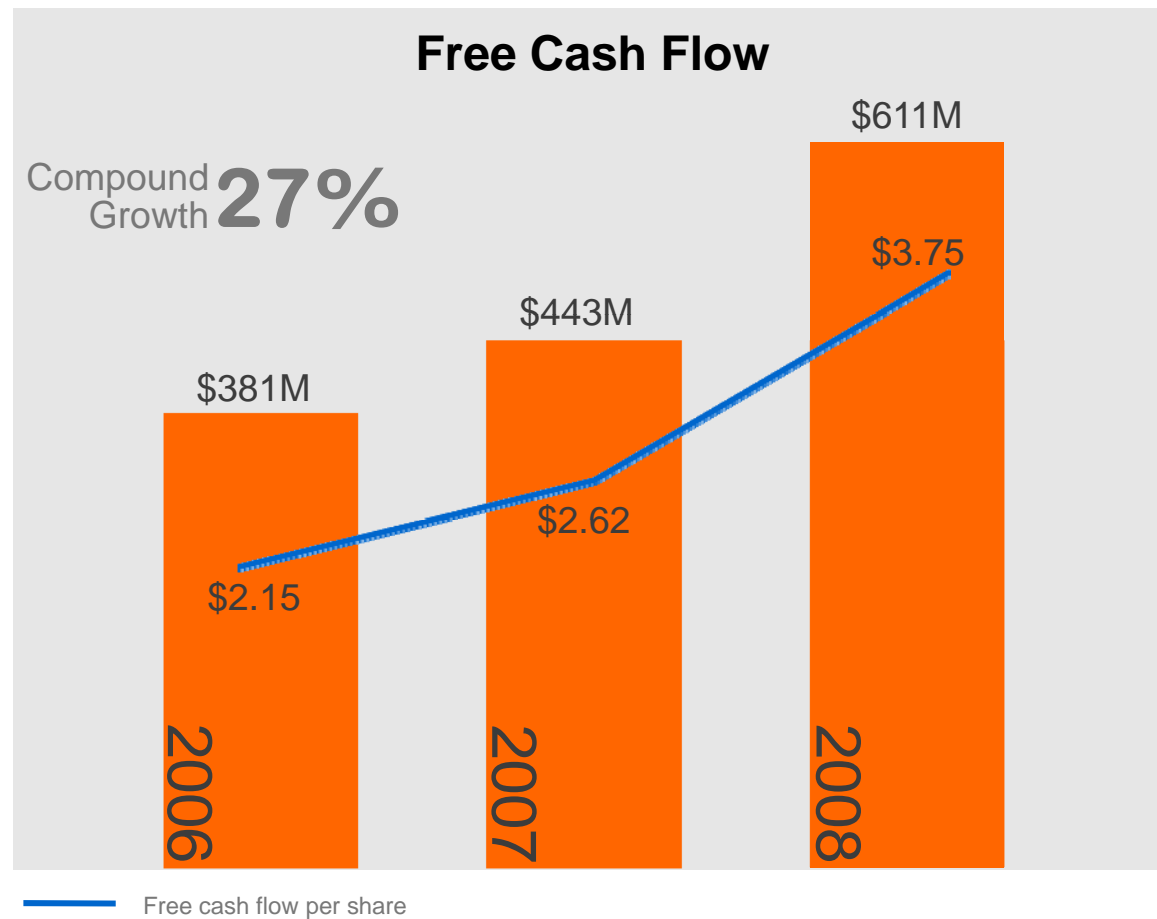 Free Cash Flow
$611M
Compound
Growth
27%
$3.75
$443M
$381M
$2.62
$2.15
2006
2007
2008
Free cash flow per share